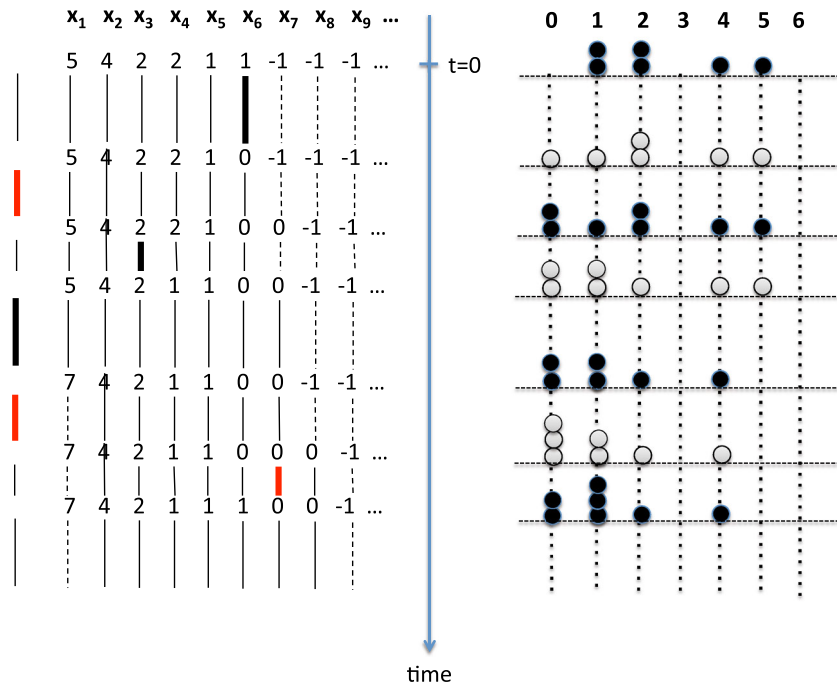 x1 x2 x3 x4 x5 x6 x7 x8 x9 ...
0 1 2 3 4 5 6
5 4 2 2 1 1 -1 -1 -1 ...
t=0
5 4 2 2 1 0 -1 -1 -1 ...
5 4 2 2 1 0 0 -1 -1 ...
5 4 2 1 1 0 0 -1 -1 ...
7 4 2 1 1 0 0 -1 -1 ...
7 4 2 1 1 0 0 0 -1 ...
7 4 2 1 1 1 0 0 -1 ...
time